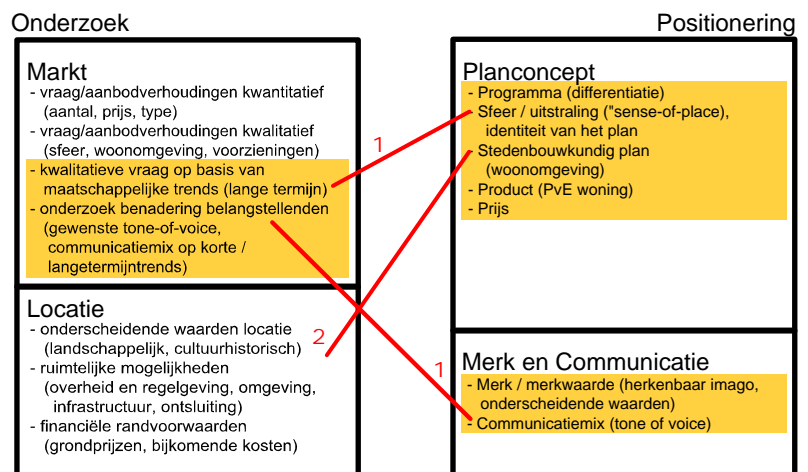 Onderzoek
Markt
- vraag/aanbodverhoudingen kwantitatief
(aantal, prijs, type)
- vraag/aanbodverhoudingen kwalitatief
(sfeer, woonomgeving, voorzieningen)
- kwalitatieve vraag op basis van
maatschappelijke trends (lange termijn)
- onderzoek benadering belangstellenden
(gewenste tone-of-voice,
communicatiemix op korte /
langetermijntrends)
Locatie
- onderscheidende waarden locatie
(landschappelijk, cultuurhistorisch)
- ruimtelijke mogelijkheden
(overheid en regelgeving, omgeving,
infrastructuur, ontsluiting)
- financiële randvoorwaarden
(grondprijzen, bijkomende kosten)
1
2
1
Positionering
Planconcept
- Programma (differentiatie)
- Sfeer / uitstraling ("sense-of-place),
identiteit van het plan
- Stedenbouwkundig plan
(woonomgeving)
- Product (PvE woning)
- Prijs
Merk en Communicatie
- Merk / merkwaarde (herkenbaar imago,
onderscheidende waarden)
- Communicatiemix (tone of voice)